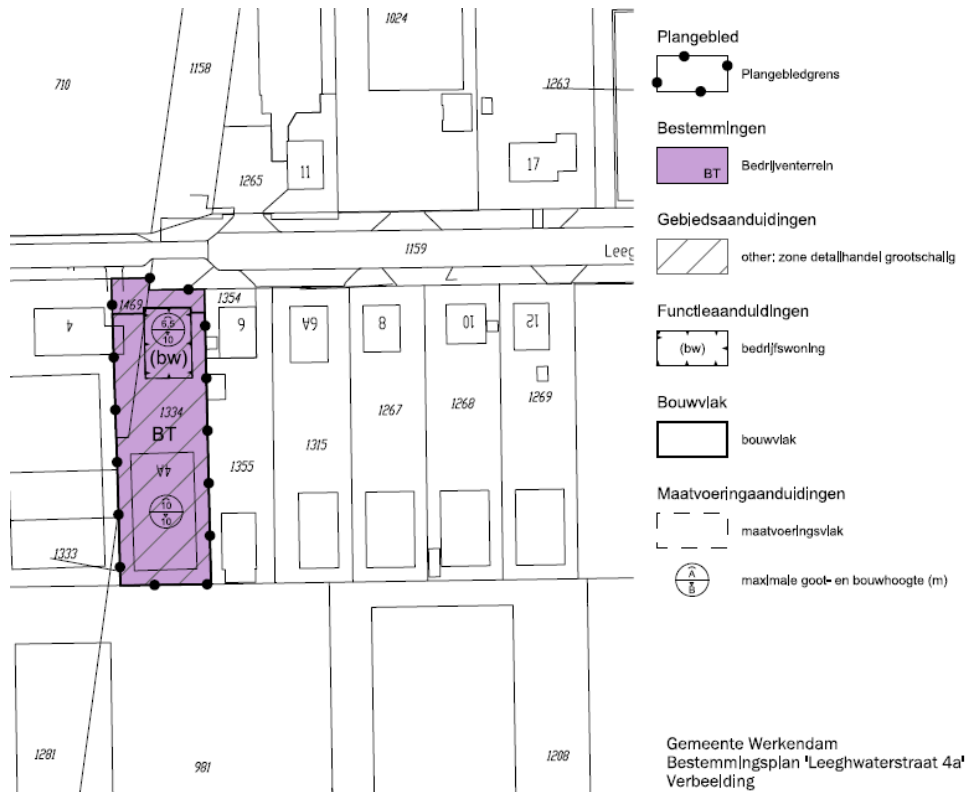 1024
1158
710
1263
11
17
1265
1159
Leeg
1469
1354
4
6,5
10
(bw)
6
6A
8
10
12
1334
BT
1355
1315
1267
1268
1269
4A
10
10
1333
1281
981
1208
Plangebied
Plangebiedgrens
Bestemmingen
BT
Bedrijventerrein
Gebiedsaanduidingen
other: zone detailhandel grootschalig
Functieaanduidingen
(bw)
bedrijfswoning
Bouwvlak
bouwvlak
Maatvoeringaanduidingen
maatvoeringsvlak
A
B
maximale goot- en bouwhoogte (m)
Gemeente Werkendam
Bestemmingsplan 'Leeghwaterstraat 4a'
Verbeelding